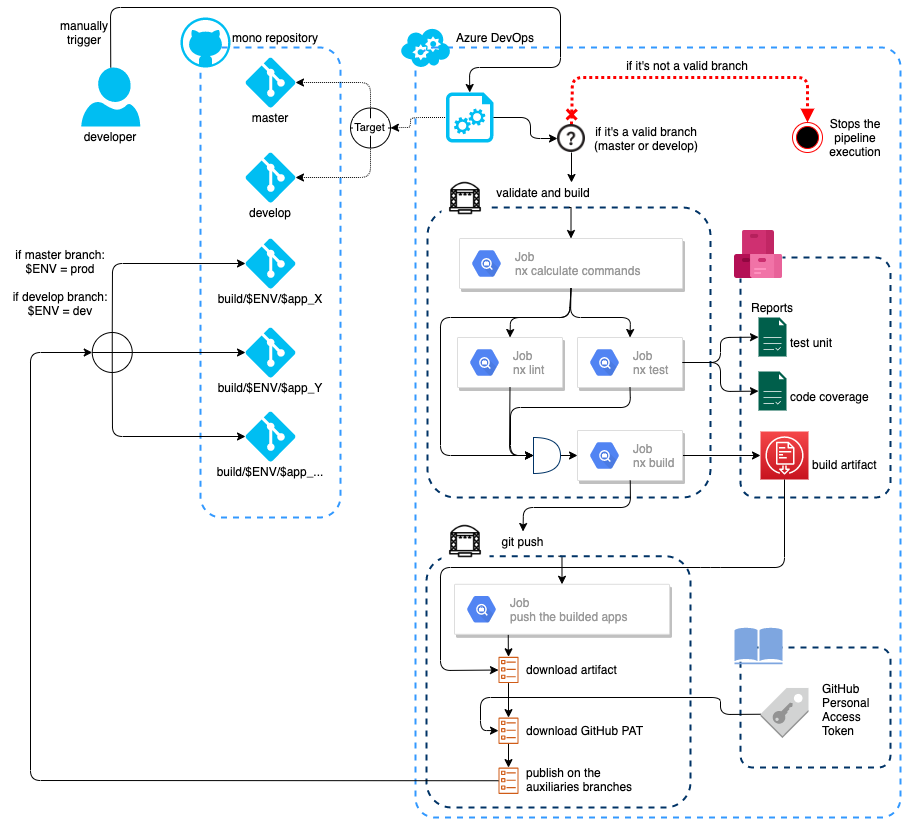 manually
trigger
developer
mono repository
master
Target
develop
Azure DevOps
if it's not a valid branch
?
if it's a valid branch
(master or develop)
Stops the
pipeline
execution
validate and build
Job
nx calculate commands
Job
nx lint
Job
nx test
Job
nx build
Reports
test unit
code coverage
build artifact
if master branch:
$ENV = prod
if develop branch:
$ENV = dev
build/$ENV/$app_X
build/$ENV/$app_Y
build/$ENV/$app_...
git push
Job
push the builded apps
download artifact
download GitHub PAT
publish on the
auxiliaries branches
GitHub
Personal
Access
Token